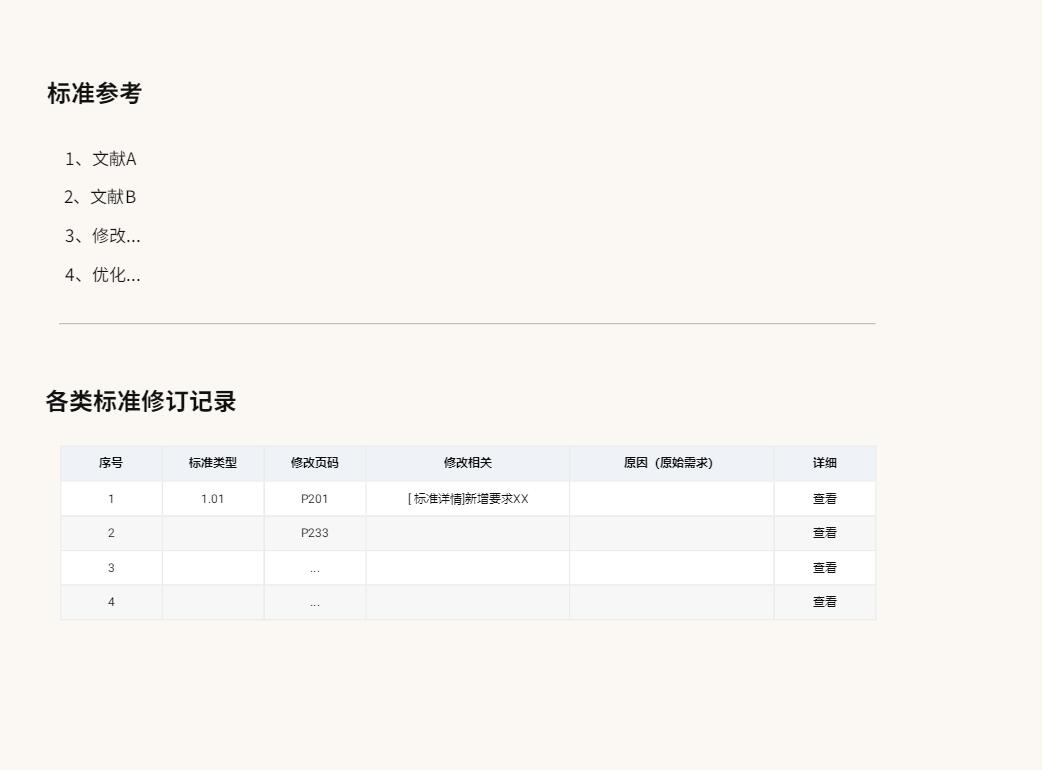 标准参考
1、文献A
2、文献B
3、修改...
4、优化...
各类标准修订记录
序号 标准类型 修改页码 修改相关 原因（原始需求） 详细
1 1.01 P201 [标准详情]新增要求XX 查看
2 P233 查看
3 ... 查看
4 ... 查看